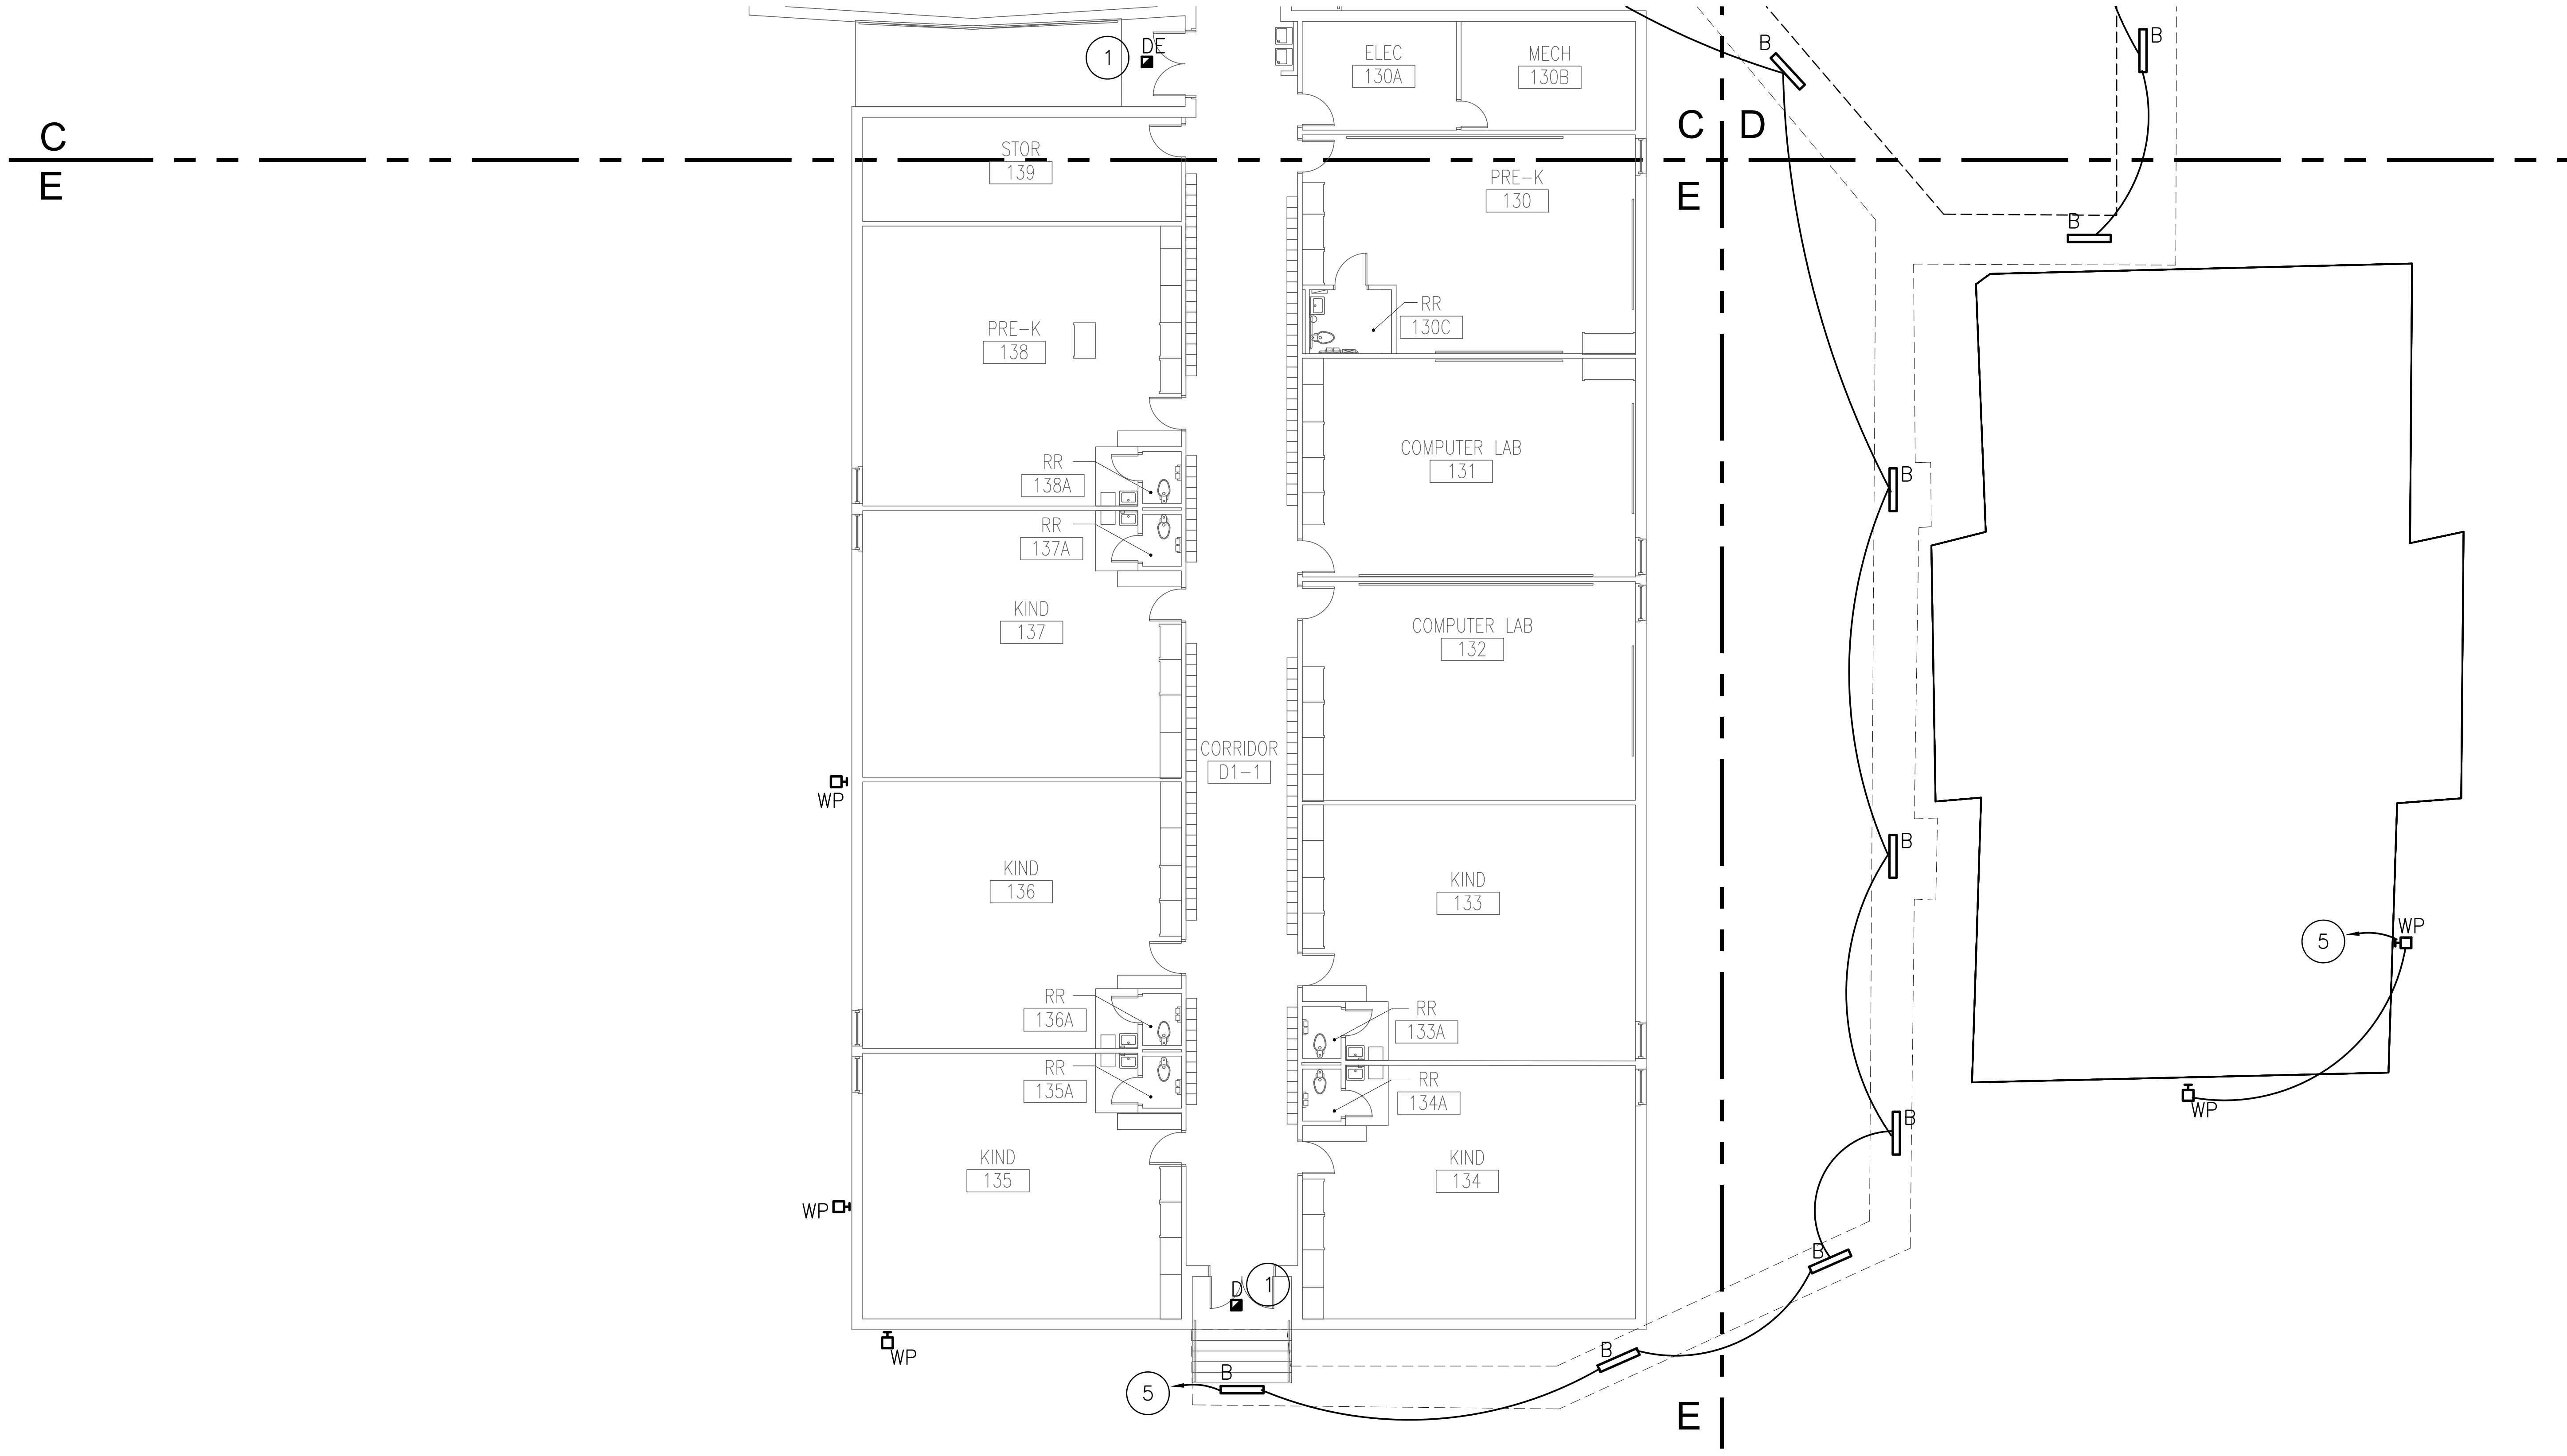 1
DE
ELEC
130A
MECH
130B
B
B
C
C
D
E
E
STOR
139
PRE-K
130
B
RR
130C
PRE-K
138
COMPUTER LAB
131
RR
138A
B
RR
137A
KIND
137
COMPUTER LAB
132
CORRIDOR
D1-1
WP
B
KIND
136
KIND
133
WP
5
RR
136A
RR
133A
RR
135A
RR
134A
WP
B
KIND
135
KIND
134
WP
B
D
1
WP
B
B
5
E